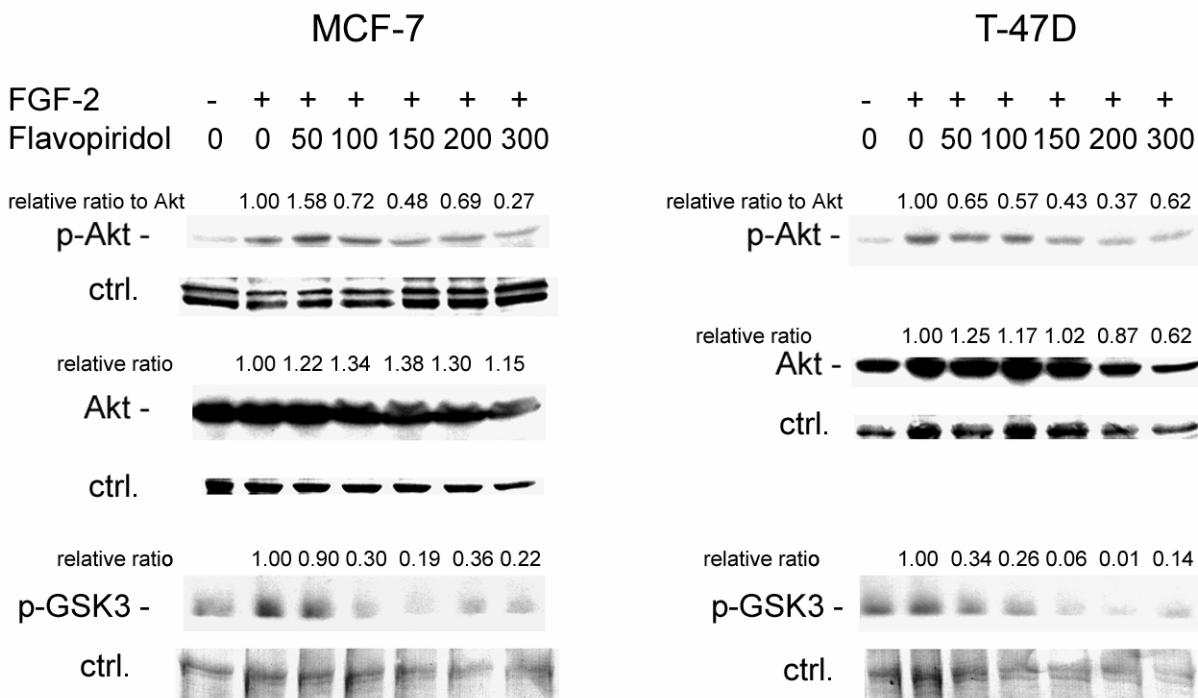 MCF-7 T-47D
FGF-2 - + + + + + + - + + + + + +
Flavopiridol 0 0 50 100 150 200 300 0 0 50 100 150 200 300
relative ratio to Akt 1.00 1.58 0.72 0.48 0.69 0.27 relative ratio to Akt 1.00 0.65 0.57 0.43 0.37 0.62
p-Akt - p-Akt -
ctrl.
relative ratio 1.00 1.25 1.17 1.02 0.87 0.62
relative ratio 1.00 1.22 1.34 1.38 1.30 1.15 Akt -
Akt - ctrl.
ctrl.
relative ratio 1.00 0.90 0.30 0.19 0.36 0.22 relative ratio 1.00 0.34 0.26 0.06 0.01 0.14
p-GSK3 - p-GSK3 -
ctrl. ctrl.